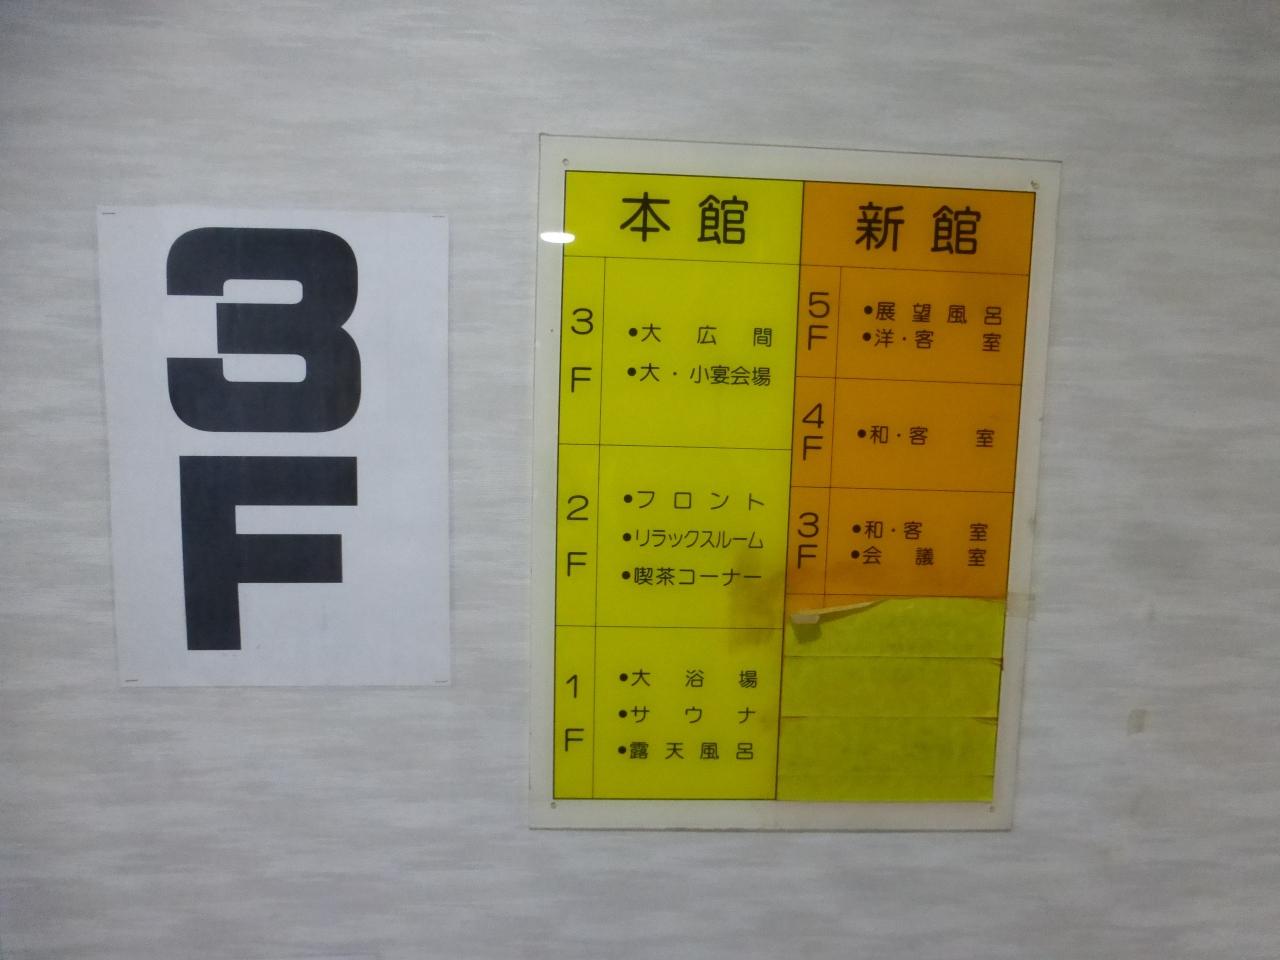 3F
本館
3F
●大広間
●大・小宴会場
2F
●フロント
●リラックスルーム
●喫茶コーナー
1F
●大浴場
●サウナ
●露天風呂
新館
5F
●展望風呂
●洋・客室
4F
●和・客室
3F
●和・客室
●会議室